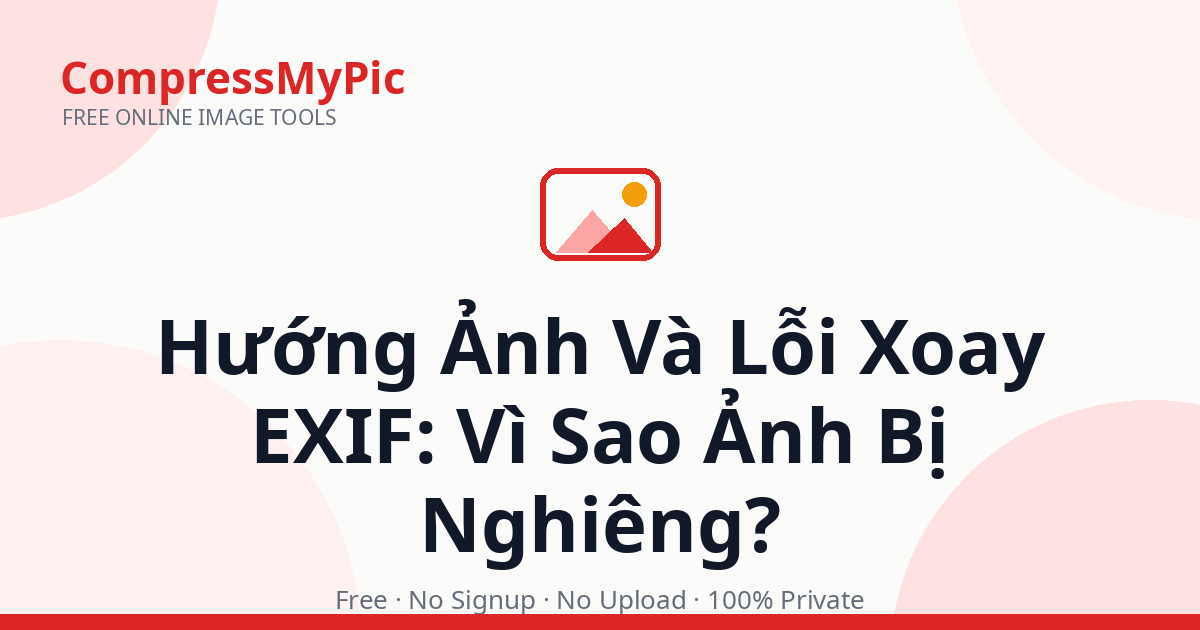 CompressMyPic
FREE ONLINE IMAGE TOOLS
Hướng Ảnh Và Lỗi Xoay
EXIF: Vì Sao Ảnh Bị
Nghiêng?
Free · No Signup · No Upload · 100% Private